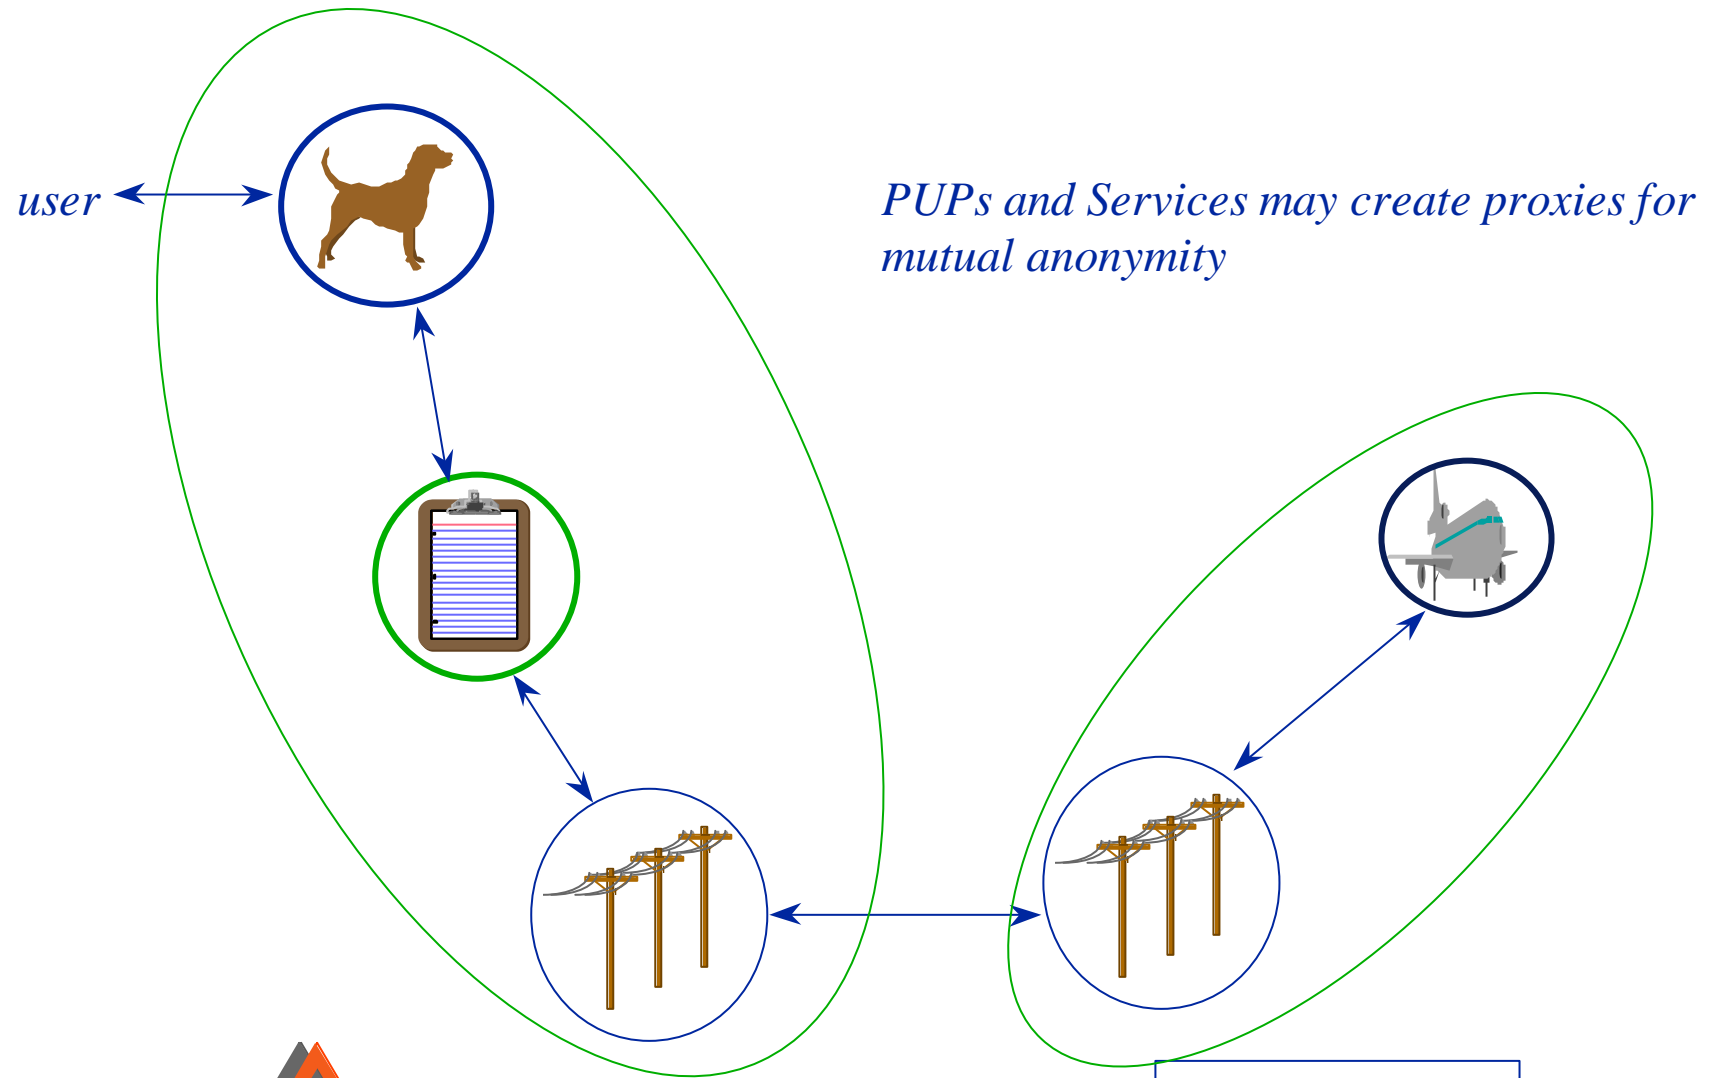 user
PUPs and Services may create proxies for
mutual anonymity